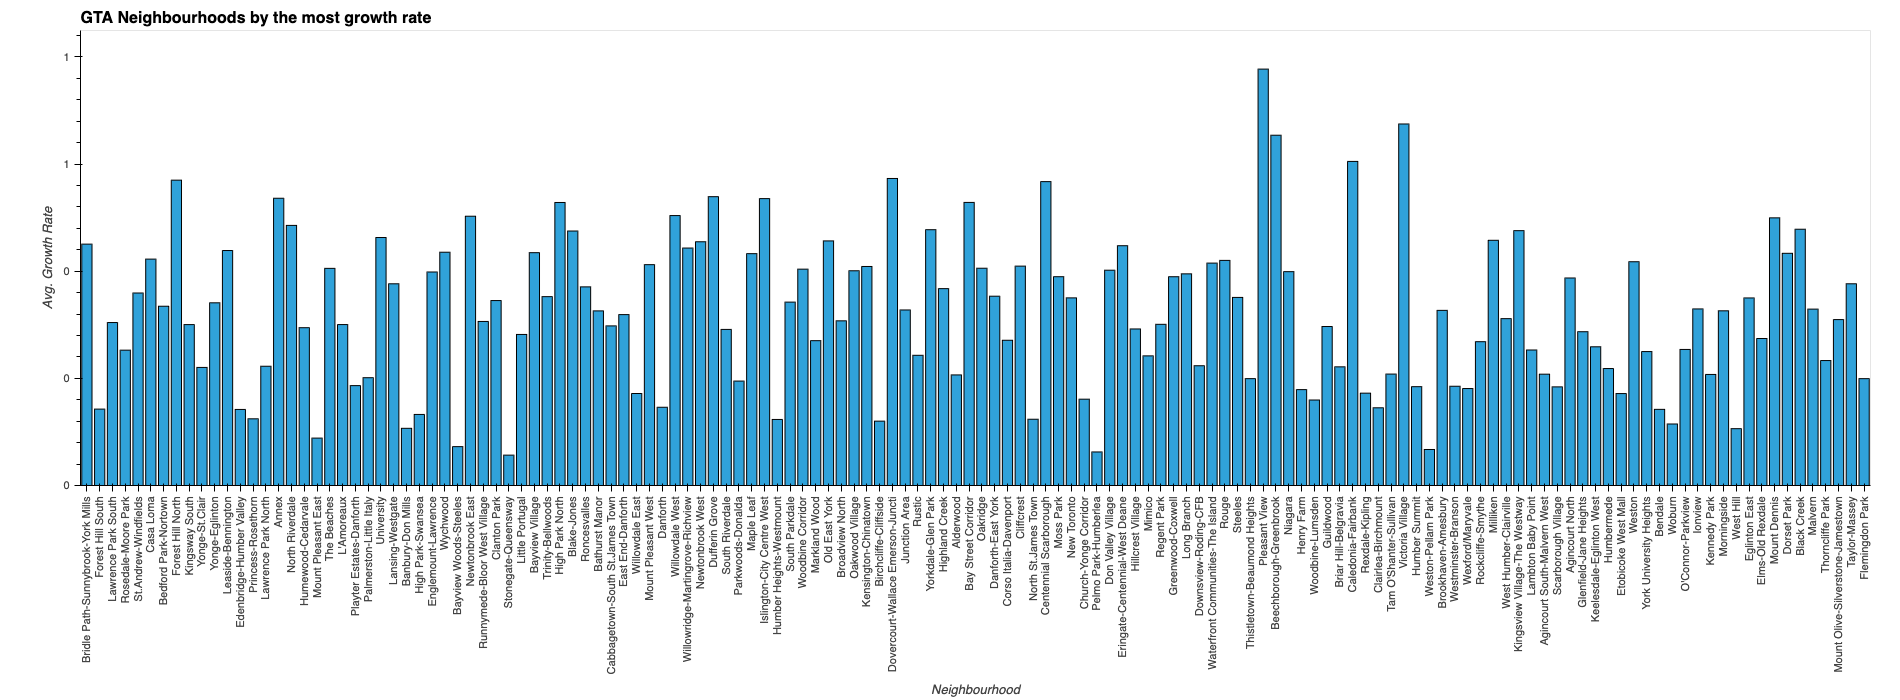 GTA Neighbourhoods by the most growth rate
Avg. Growth Rate
1
1
0
0
0
Bridle Path-Sunnybrook-York Mills
Forest Hill South
Lawrence Park South
Rosedale-Moore Park
St.Andrew-Windfields
Casa Loma
Bedford Park-Nortown
Forest Hill North
Kingsway South
Yonge-St.Clair
Yonge-Eglinton
Leaside-Bennington
Edenbridge-Humber Valley
Princess-Rosethorn
Lawrence Park North
Annex
North Riverdale
Humewood-Cedarvale
Mount Pleasant East
The Beaches
L'Amoreaux
Playter Estates-Danforth
Palmerston-Little Italy
University
Lansing-Westgate
Banbury-Don Mills
High Park-Swansea
Englemount-Lawrence
Wychwood
Bayview Woods-Steeles
Newtonbrook East
Runnymede-Bloor West Village
Clanton Park
Stonegate-Queensway
Little Portugal
Bayview Village
Trinity-Bellwoods
High Park North
Blake-Jones
Roncesvalles
Bathurst Manor
Cabbagetown-South St.James Town
East End-Danforth
Willowdale East
Mount Pleasant West
Danforth
Willowdale West
Willowridge-Martingrove-Richview
Newtonbrook West
Dufferin Grove
South Riverdale
Parkwoods-Donalda
Maple Leaf
Islington-City Centre West
Humber Heights-Westmount
South Parkdale
Woodbine Corridor
Markland Wood
Old East York
Broadview North
Oakwood Village
Kensington-Chinatown
Birchcliffe-Cliffside
Dovercourt-Wallace Emerson-Juncti
Junction Area
Rustic
Yorkdale-Glen Park
Highland Creek
Alderwood
Bay Street Corridor
Oakridge
Danforth-East York
Corso Italia-Davenport
Cliffcrest
North St.James Town
Centennial Scarborough
Moss Park
New Toronto
Church-Yonge Corridor
Pelmo Park-Humberlea
Don Valley Village
Eringate-Centennial-West Deane
Hillcrest Village
Mimico
Regent Park
Greenwood-Coxwell
Long Branch
Downsview-Roding-CFB
Waterfront Communities-The Island
Rouge
Steeles
Thistletown-Beaumond Heights
Pleasant View
Beechborough-Greenbrook
Niagara
Henry Farm
Woodbine-Lumsden
Guildwood
Briar Hill-Belgravia
Caledonia-Fairbank
Rexdale-Kipling
Clairlea-Birchmount
Tam O'Shanter-Sullivan
Victoria Village
Humber Summit
Weston-Pellam Park
Brookhaven-Amesbury
Westminster-Branson
Wexford/Maryvale
Rockcliffe-Smythe
Milliken
West Humber-Clairville
Kingsview Village-The Westway
Lambton Baby Point
Agincourt South-Malvern West
Scarborough Village
Agincourt North
Glenfield-Jane Heights
Keelesdale-Eglinton West
Humbermede
Etobicoke West Mall
Weston
York University Heights
Bendale
Woburn
O'Connor-Parkview
Ionview
Kennedy Park
Morningside
West Hill
Eglinton East
Elms-Old Rexdale
Mount Dennis
Dorset Park
Black Creek
Malvern
Thorncliffe Park
Mount Olive-Silverstone-Jamestown
Taylor-Massey
Flemingdon Park
Neighbourhood